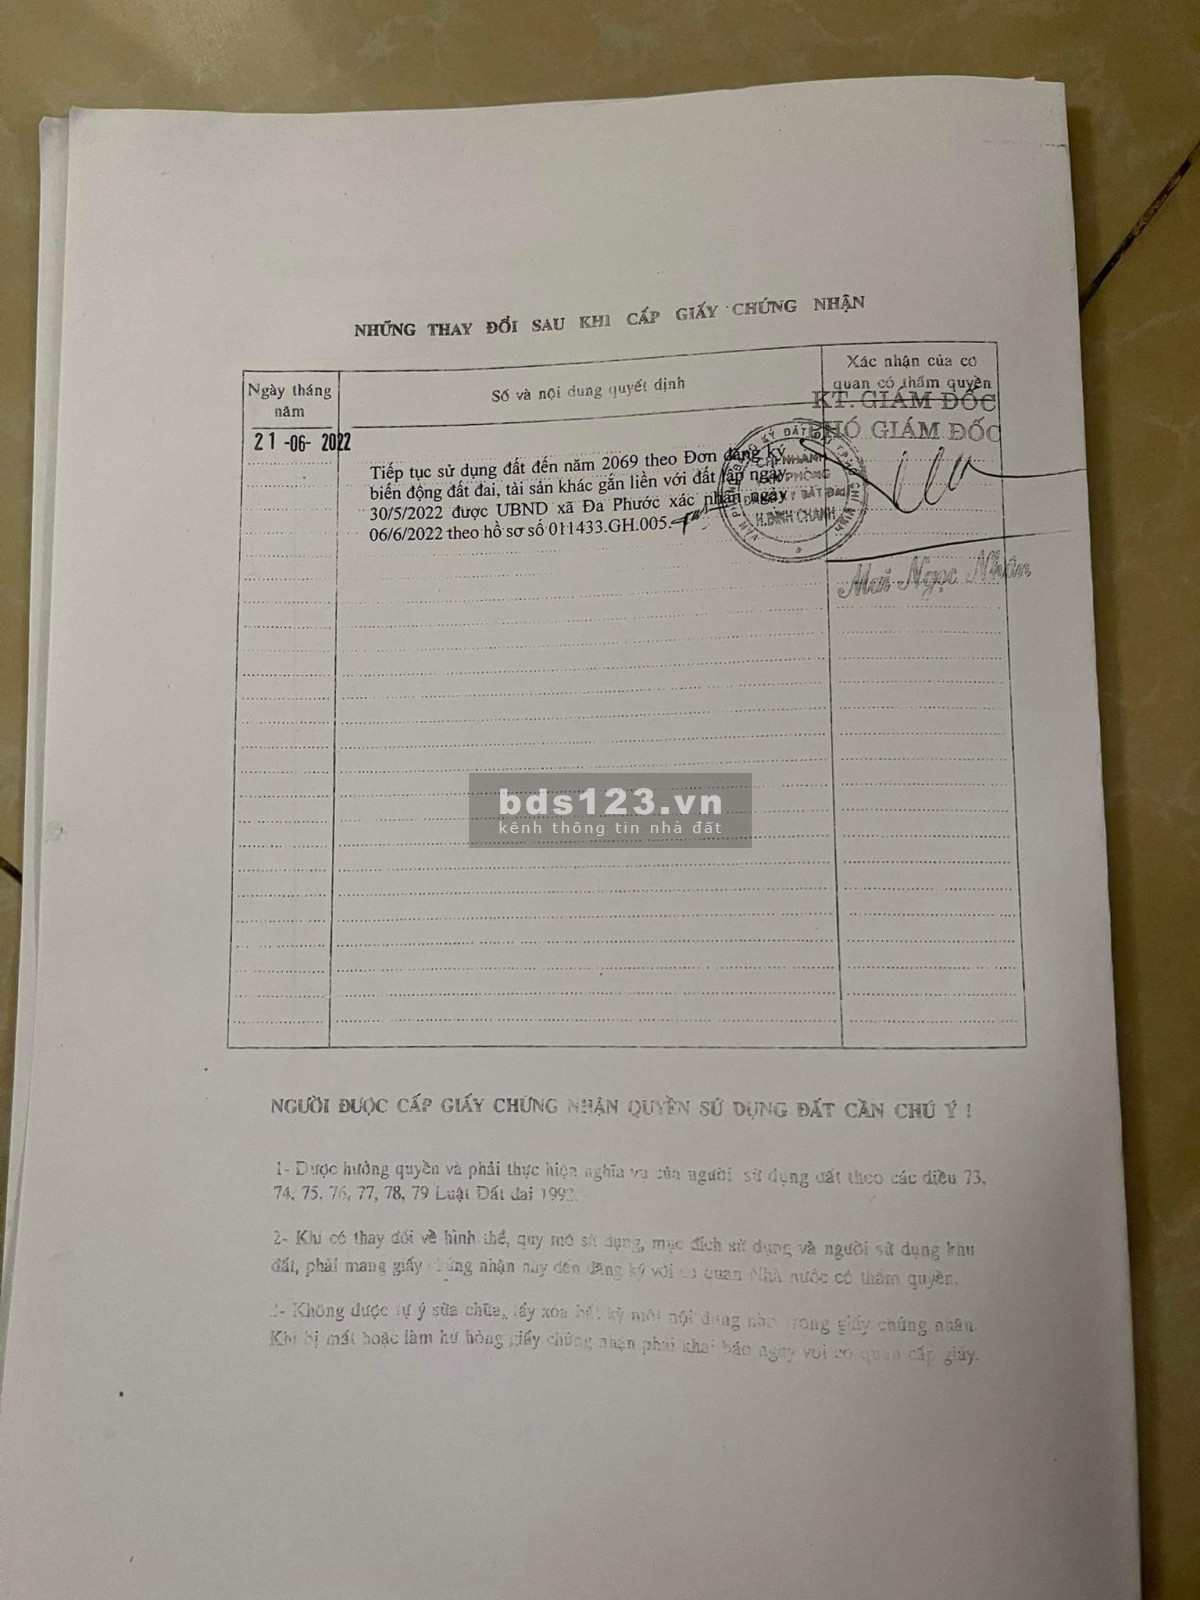 NHỮNG THAY ĐỔI SAU KHI CẤP GIẤY CHỨNG NHẬN
Ngày tháng năm
Số và nội dung quyết định
Xác nhận của cơ
quan có thẩm quyền
KT. GIÁM ĐỐC
PHÓ GIÁM ĐỐC
21-06-2022
Tiếp tục sử dụng đất đến năm 2069 theo Đơn đăng ký
biến động đất đai, tài sản khác gắn liền với đất lập ngày
30/5/2022 được UBND xã Đa Phước xác nhận ngày
06/6/2022 theo hồ sơ số 011433.GH.005.
CHI NHÁNH
VĂN PHÒNG
ĐĂNG KÝ ĐẤT ĐAI
H.BÌNH CHÁNH
Mai Ngọc Nhân
bds123.vn
kênh thông tin nhà đất
NGƯỜI ĐƯỢC CẤP GIẤY CHỨNG NHẬN QUYỀN SỬ DỤNG ĐẤT CẦN CHÚ Ý !
1- Được hưởng quyền và phải thực hiện nghĩa vụ của người sử dụng đất theo các điều 73,
74, 75, 76, 77, 78, 79 Luật Đất đai 1993.
2- Khi có thay đổi về hình thể, quy mô sử dụng, mục đích sử dụng và người sử dụng khu
đất, phải mang giấy chứng nhận này đến đăng ký với cơ quan Nhà nước có thẩm quyền.
3- Không được tự ý sửa chữa, tẩy xóa bất kỳ một nội dung nào trong giấy chứng nhận.
Khi bị mất hoặc làm hư hỏng giấy chứng nhận phải khai báo ngay với cơ quan cấp giấy.